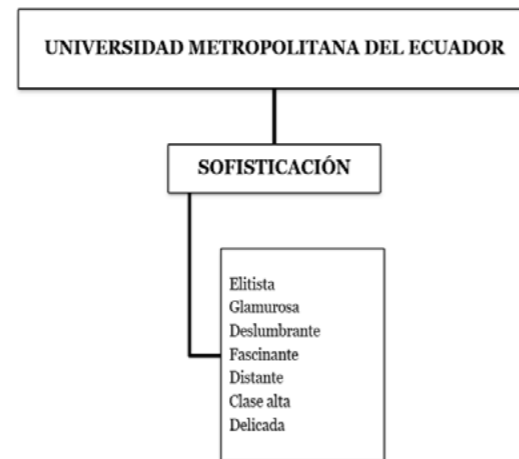 UNIVERSIDAD METROPOLITANA DEL ECUADOR
SOFISTICACIÓN
Elitista
Glamurosa
Deslumbrante
Fascinante
Distante
Clase alta
Delicada